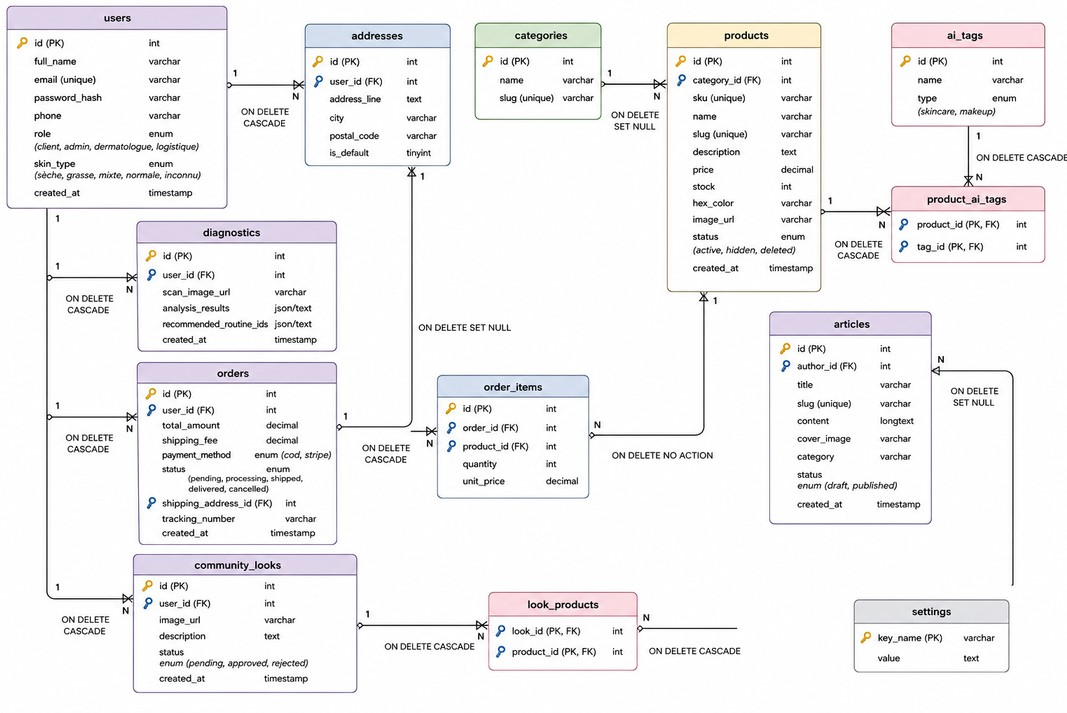 users
id (PK) int
full_name varchar
email (unique) varchar
password_hash varchar
phone varchar
role enum
(client, admin, dermatologue, logistique)
skin_type enum
(sèche, grasse, mixte, normale, inconnu)
created_at timestamp
1
N
ON DELETE
CASCADE
addresses
id (PK) int
user_id (FK) int
address_line text
city varchar
postal_code varchar
is_default tinyint
1
categories
id (PK) int
name varchar
slug (unique) varchar
1
N
ON DELETE
SET NULL
products
id (PK) int
category_id (FK) int
sku (unique) varchar
name varchar
slug (unique) varchar
description text
price decimal
stock int
hex_color varchar
image_url varchar
status enum
(active, hidden, deleted)
created_at timestamp
1
1
N
ON DELETE
CASCADE
ai_tags
id (PK) int
name varchar
type enum
(skincare, makeup)
1
ON DELETE CASCADE
N
product_ai_tags
product_id (PK, FK) int
tag_id (PK, FK) int
1
1
N
ON DELETE
CASCADE
diagnostics
id (PK) int
user_id (FK) int
scan_image_url varchar
analysis_results json/text
recommended_routine_ids json/text
created_at timestamp
ON DELETE SET NULL
1
N
ON DELETE
CASCADE
orders
id (PK) int
user_id (FK) int
total_amount decimal
shipping_fee decimal
payment_method enum (cod, stripe)
status enum
(pending, processing, shipped,
delivered, cancelled)
shipping_address_id (FK) int
tracking_number varchar
created_at timestamp
1
ON DELETE
CASCADE
N
order_items
id (PK) int
order_id (FK) int
product_id (FK) int
quantity int
unit_price decimal
N
ON DELETE NO ACTION
articles
id (PK) int
author_id (FK) int
title varchar
slug (unique) varchar
content longtext
cover_image varchar
category varchar
status
enum (draft, published)
created_at timestamp
N
ON DELETE
SET NULL
1
N
ON DELETE
CASCADE
community_looks
id (PK) int
user_id (FK) int
image_url varchar
description text
status
enum (pending, approved, rejected)
created_at timestamp
1
N
ON DELETE CASCADE
look_products
look_id (PK, FK) int
product_id (PK, FK) int
N
ON DELETE CASCADE
settings
key_name (PK) varchar
value text